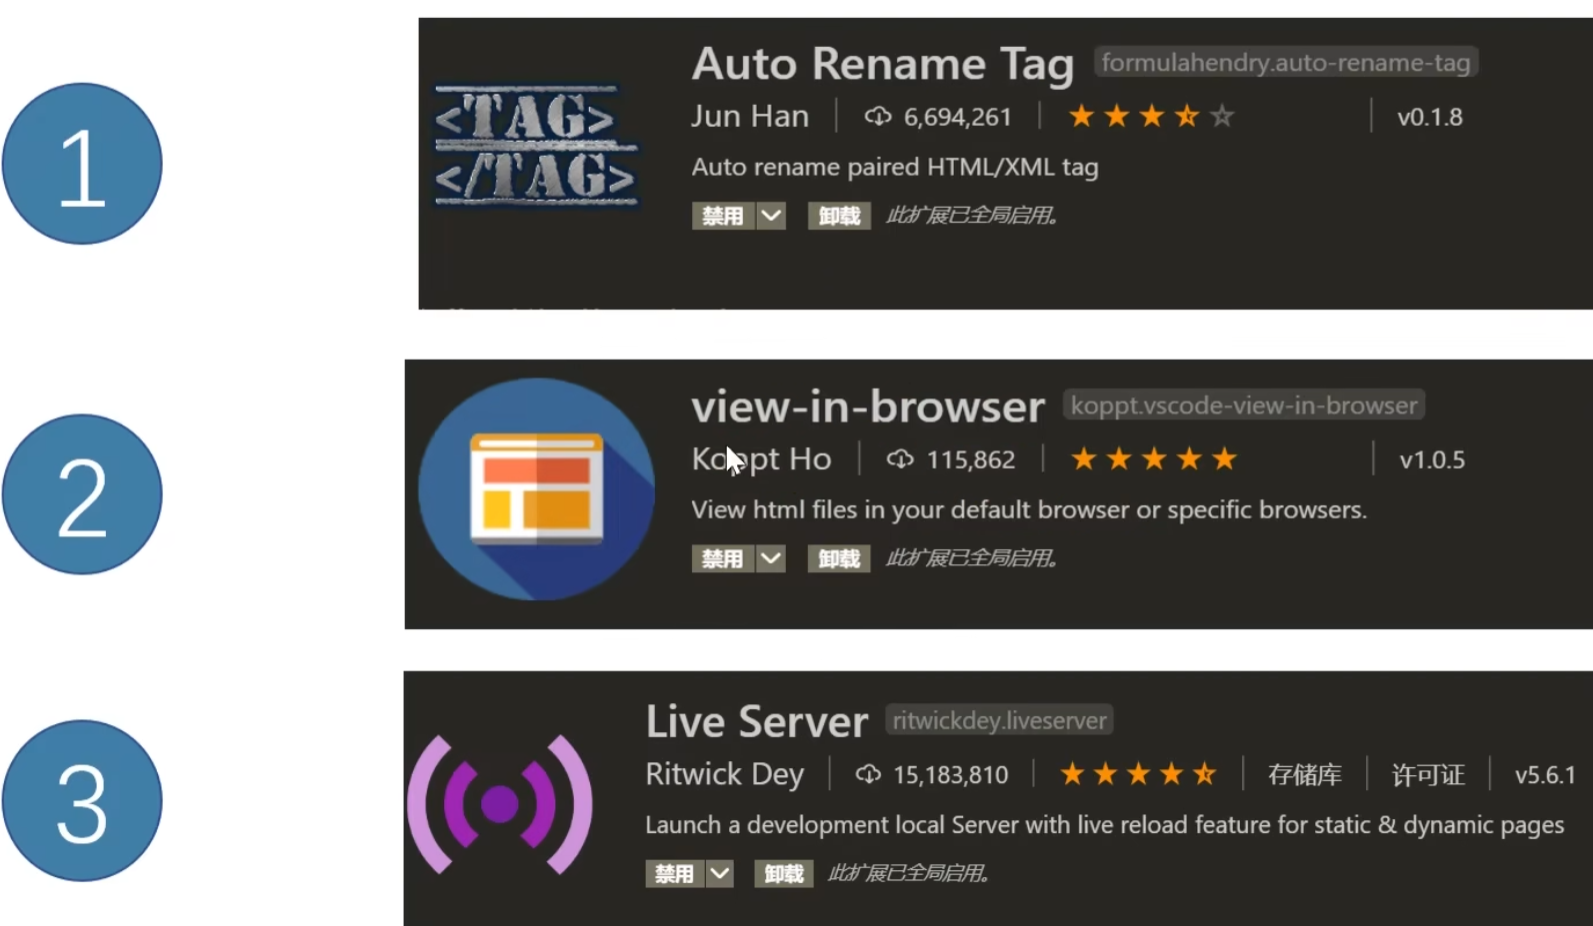 1
<TAG>
</TAG>
Auto Rename Tag formulahendry.auto-rename-tag
Jun Han 6,694,261 v0.1.8
Auto rename paired HTML/XML tag
禁用 卸载 此扩展已全局启用。
2
view-in-browser koppt.vscode-view-in-browser
Koppt Ho 115,862 v1.0.5
View html files in your default browser or specific browsers.
禁用 卸载 此扩展已全局启用。
3
Live Server ritwickdey.liveserver
Ritwick Dey 15,183,810 存储库 许可证 v5.6.1
Launch a development local Server with live reload feature for static & dynamic pages
禁用 卸载 此扩展已全局启用。